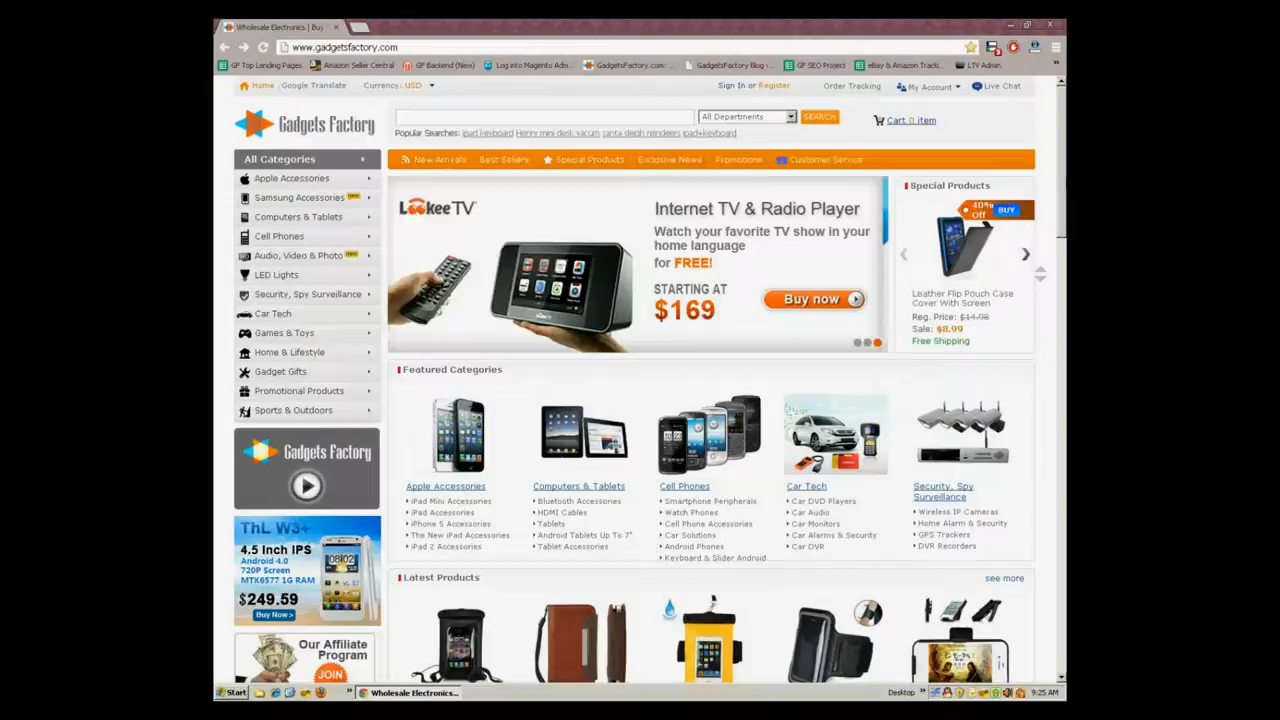 Wholesale Electronics | Buy
www.gadgetsfactory.com
GF Top Landing Pages Amazon Seller Central GF Backend (New) Log into Magento Adm... GadgetsFactory.com: ... GadgetsFactory Blog ‹ ... GF SEO Project eBay & Amazon Tracki... LTV Admin
Home / Google Translate Currency: USD Sign In or Register Order Tracking My Account Live Chat
Gadgets Factory
All Departments SEARCH Cart 0 item
Popular Searches: ipad keyboard Henry mini desk vacum santa sleigh reindeers ipad+keyboard
All Categories New Arrivals Best Sellers Special Products Exclusive News Promotions Customer Service
Apple Accessories
Samsung Accessories
Computers & Tablets
Cell Phones
Audio, Video & Photo
LED Lights
Security, Spy Surveillance
Car Tech
Games & Toys
Home & Lifestyle
Gadget Gifts
Promotional Products
Sports & Outdoors
LookeeTV
Internet TV & Radio Player
Watch your favorite TV show in your
home language
for FREE!
STARTING AT
$169
Buy now
Special Products
40% Off BUY
Leather Flip Pouch Case
Cover With Screen
Reg. Price: $14.98
Sale: $8.99
Free Shipping
Featured Categories
Apple Accessories
iPad Mini Accessories
iPad Accessories
iPhone 5 Accessories
The New iPad Accessories
iPad 2 Accessories
Computers & Tablets
Bluetooth Accessories
HDMI Cables
Tablets
Android Tablets Up To 7"
Tablet Accessories
Cell Phones
Smartphone Peripherals
Watch Phones
Cell Phone Accessories
Car Solutions
Android Phones
Keyboard & Slider Android
Car Tech
Car DVD Players
Car Audio
Car Monitors
Car Alarms & Security
Car DVR
Security, Spy
Surveillance
Wireless IP Cameras
Home Alarm & Security
GPS Trackers
DVR Recorders
Gadgets Factory
ThL W3+
4.5 Inch IPS
Android 4.0
720P Screen
MTK6577 1G RAM
$249.59
Buy Now >
Our Affiliate
Program
JOIN
Latest Products see more
Start Wholesale Electronics... Desktop 9:25 AM